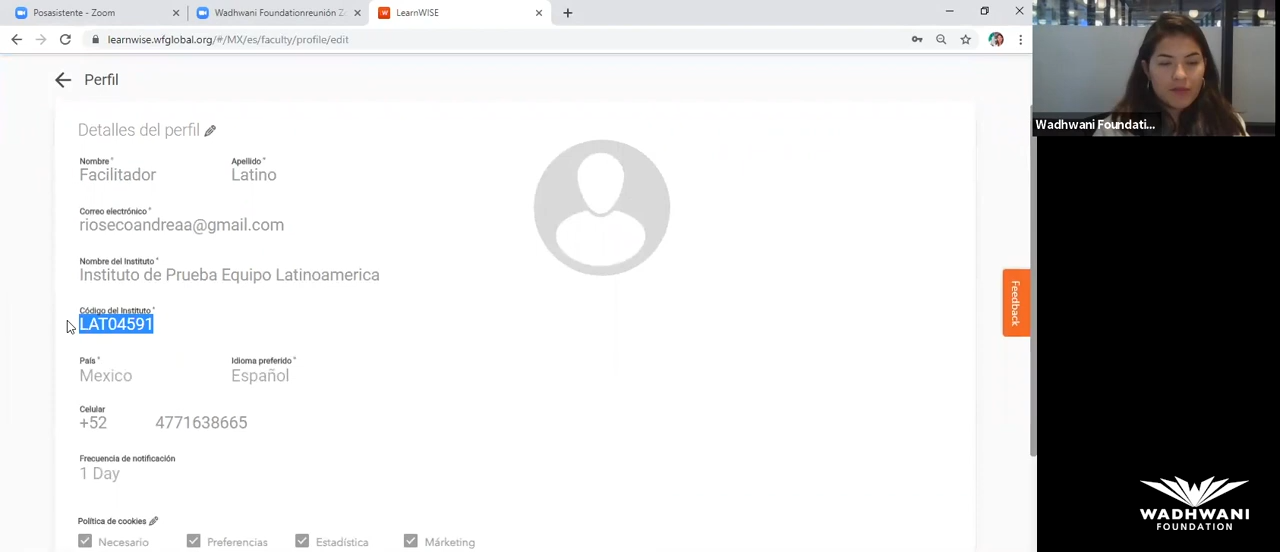 Posasistente - Zoom
Wadhwani Foundationreunión Z
LearnWISE
learnwise.wfglobal.org/#/MX/es/faculty/profile/edit
Perfil
Detalles del perfil
Nombre * Apellido *
Facilitador Latino
Correo electrónico *
riosecoandreaa@gmail.com
Nombre del Instituto *
Instituto de Prueba Equipo Latinoamerica
Código del Instituto *
LAT04591
País * Idioma preferido *
Mexico Español
Celular
+52 4771638665
Frecuencia de notificación
1 Day
Política de cookies
Necesario Preferencias Estadística Márketing
Feedback
Wadhwani Foundati...
WADHWANI
FOUNDATION